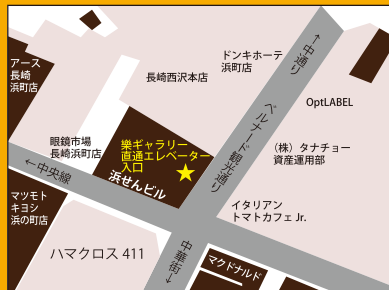 ドンキホーテ
浜町店
↑中通り
アース
長崎
浜町店
長崎西沢本店
OptLABEL
ベルナード観光通り
眼鏡市場
長崎浜町店
樂ギャラリー
直通エレベーター
入口
★
浜せんビル
(株)タナチョー
資産運用部
←中央線
マツモト
キヨシ
浜の町店
イタリアン
トマトカフェ Jr.
ハマクロス 411
中華街↓
マクドナルド